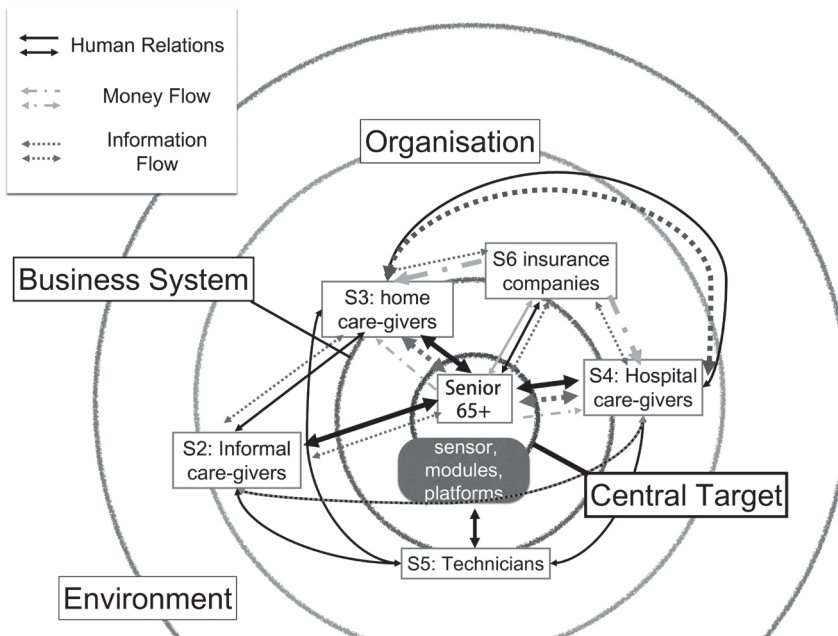 Human Relations
Money Flow
Information
Flow
Organisation
Business System
S6 insurance
companies
S3: home
care-givers
Senior
65+
S4: Hospital
care-givers
S2: Informal
care-givers
sensor,
modules,
platforms
Central Target
S5: Technicians
Environment